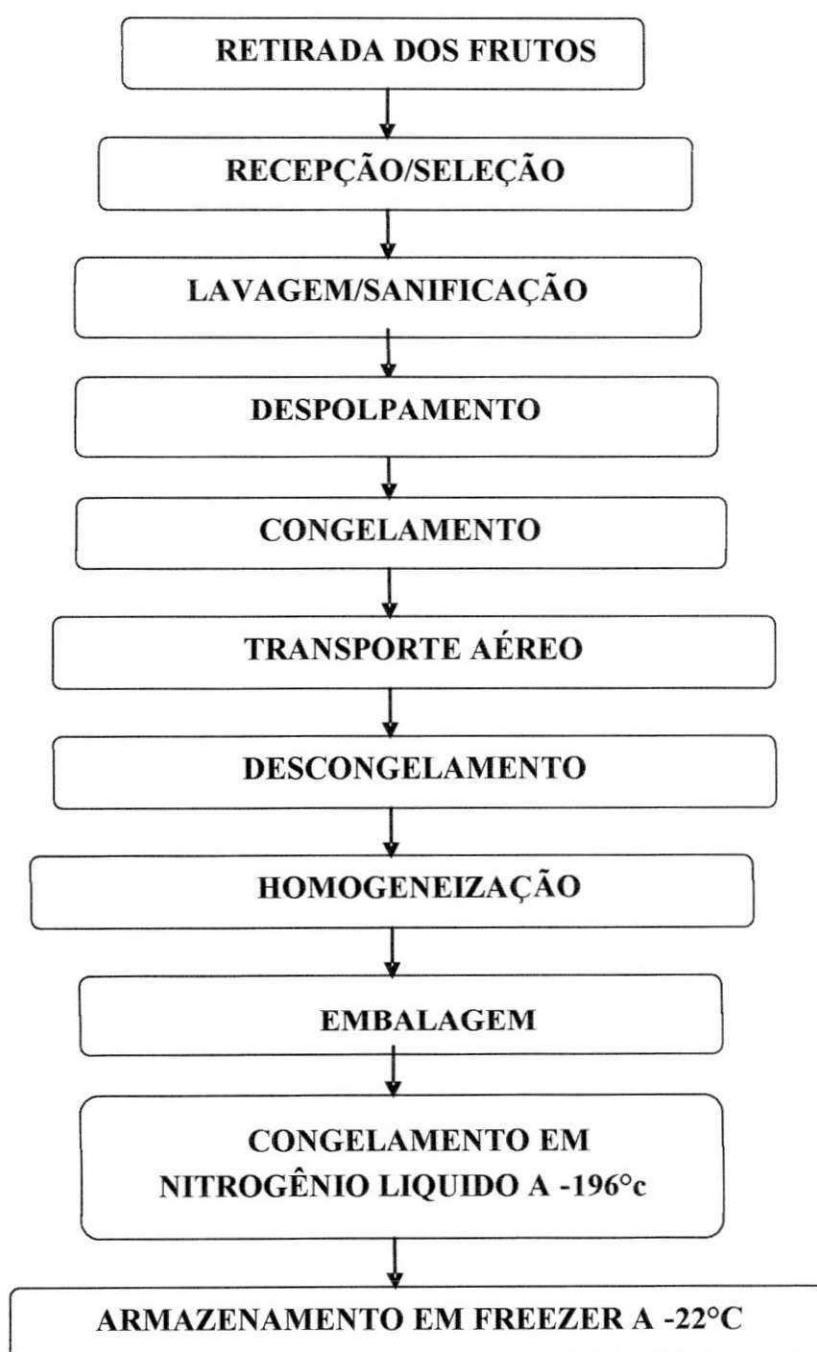 RETIRADA DOS FRUTOS
RECEPÇÃO/SELEÇÃO
LAVAGEM/SANIFICAÇÃO
DESPOLPAMENTO
CONGELAMENTO
TRANSPORTE AÉREO
DESCONGELAMENTO
HOMOGENEIZAÇÃO
EMBALAGEM
CONGELAMENTO EM
NITROGÊNIO LIQUIDO A -196°c
ARMAZENAMENTO EM FREEZER A -22°C